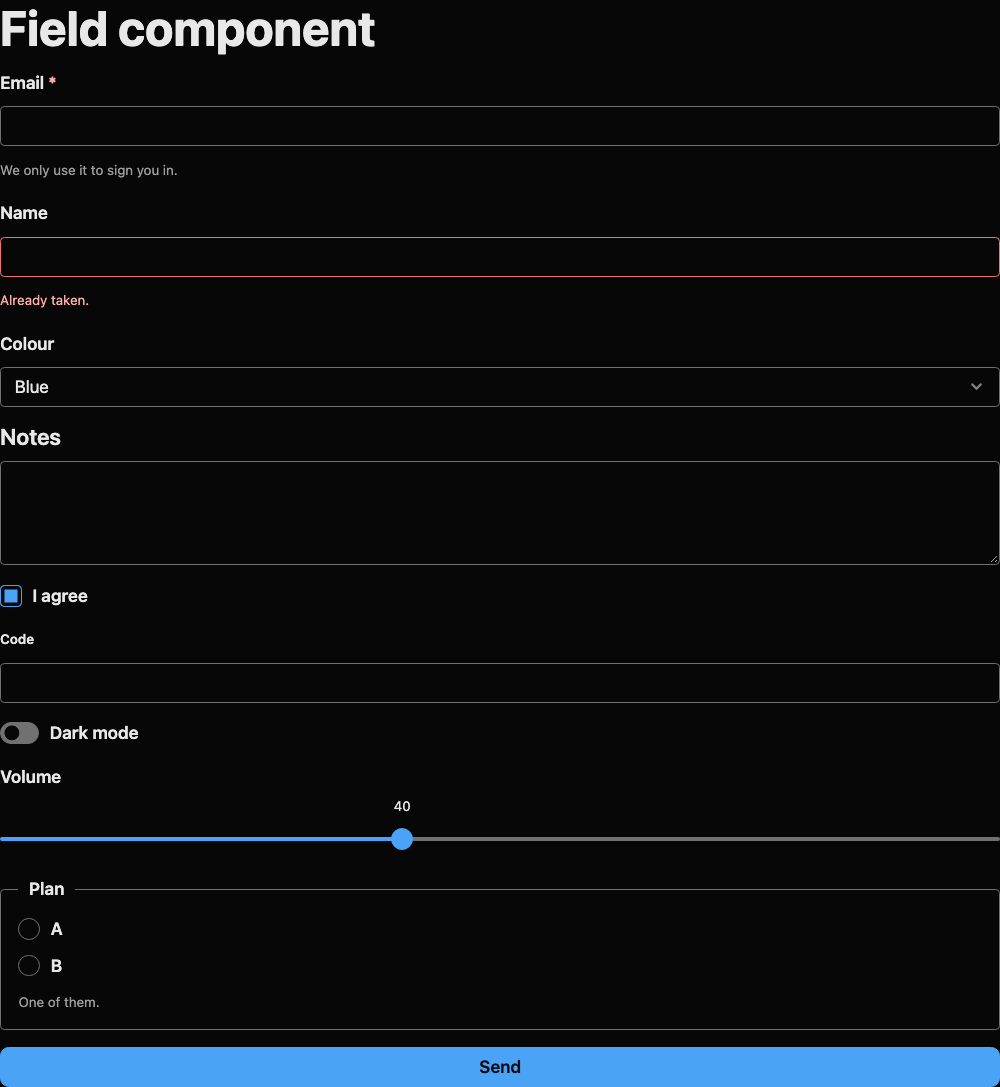 Field component
Email *
We only use it to sign you in.
Name
Already taken.
Colour
Blue
Notes
I agree
Code
Dark mode
Volume
40
Plan
A
B
One of them.
Send